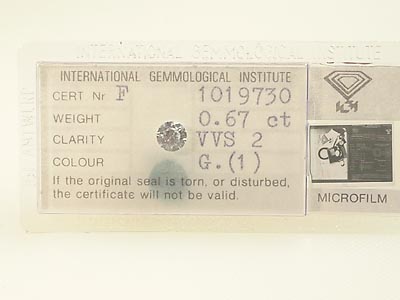 INTERNATIONAL GEMMOLOGICAL INSTITUTE
INTERNATIONAL GEMMOLOGICAL INSTITUTE
CERT Nr F 1019730
WEIGHT 0.67 ct
CLARITY VVS 2
COLOUR G.(1)
If the original seal is torn, or disturbed,
the certificate will not be valid.
IGI
MICROFILM